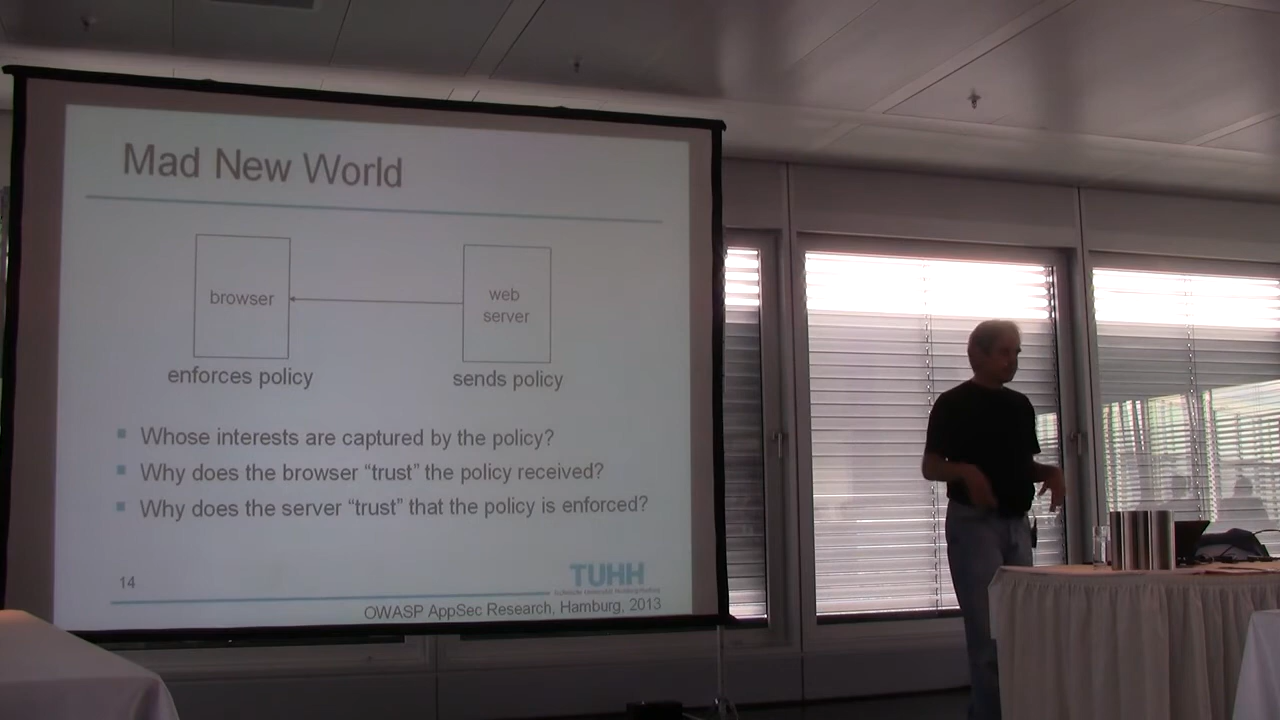 Mad New World
browser
web
server
enforces policy
sends policy
Whose interests are captured by the policy?
Why does the browser “trust” the policy received?
Why does the server “trust” that the policy is enforced?
14
TUHH
OWASP AppSec Research, Hamburg, 2013